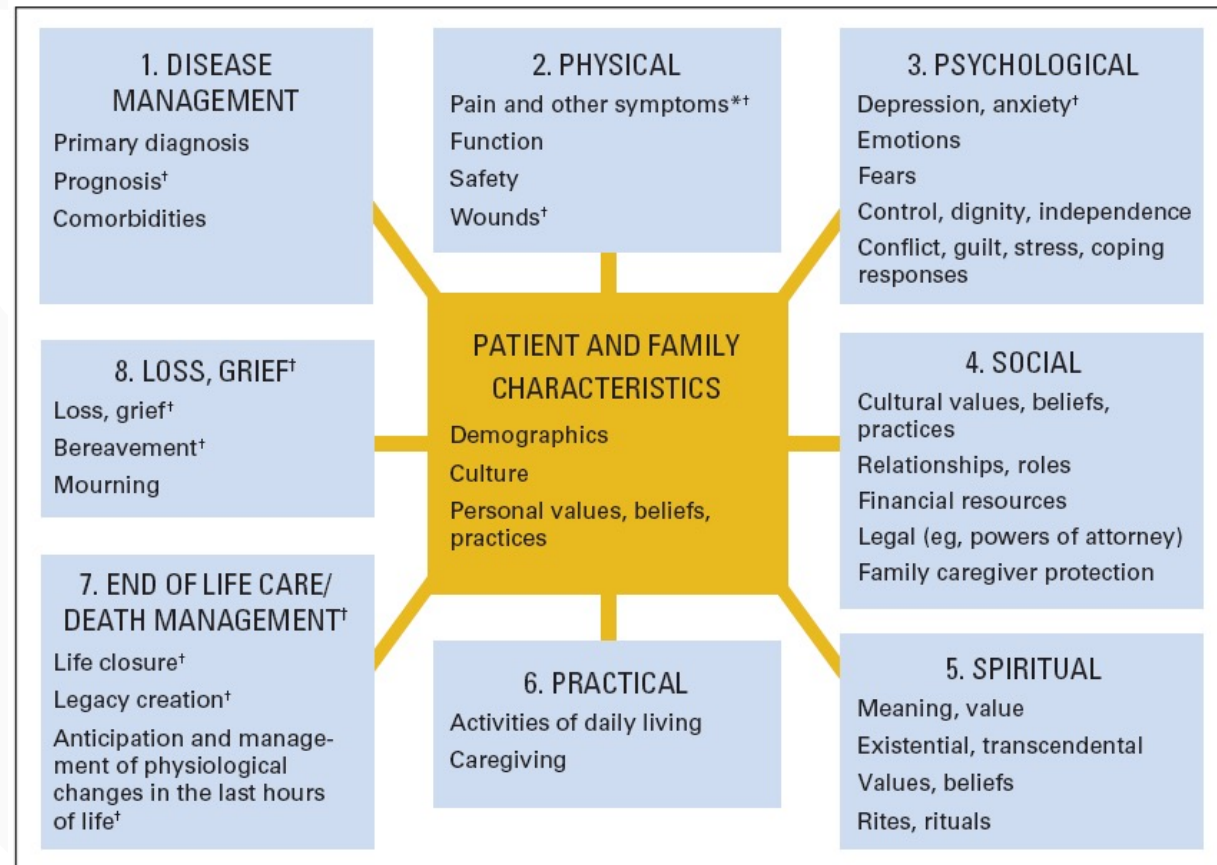 1. DISEASE
MANAGEMENT
Primary diagnosis
Prognosis†
Comorbidities
2. PHYSICAL
Pain and other symptoms*†
Function
Safety
Wounds†
3. PSYCHOLOGICAL
Depression, anxiety†
Emotions
Fears
Control, dignity, independence
Conflict, guilt, stress, coping
responses
8. LOSS, GRIEF†
Loss, grief†
Bereavement†
Mourning
PATIENT AND FAMILY
CHARACTERISTICS
Demographics
Culture
Personal values, beliefs,
practices
4. SOCIAL
Cultural values, beliefs,
practices
Relationships, roles
Financial resources
Legal (eg, powers of attorney)
Family caregiver protection
7. END OF LIFE CARE/
DEATH MANAGEMENT†
Life closure†
Legacy creation†
Anticipation and manage-
ment of physiological
changes in the last hours
of life†
6. PRACTICAL
Activities of daily living
Caregiving
5. SPIRITUAL
Meaning, value
Existential, transcendental
Values, beliefs
Rites, rituals